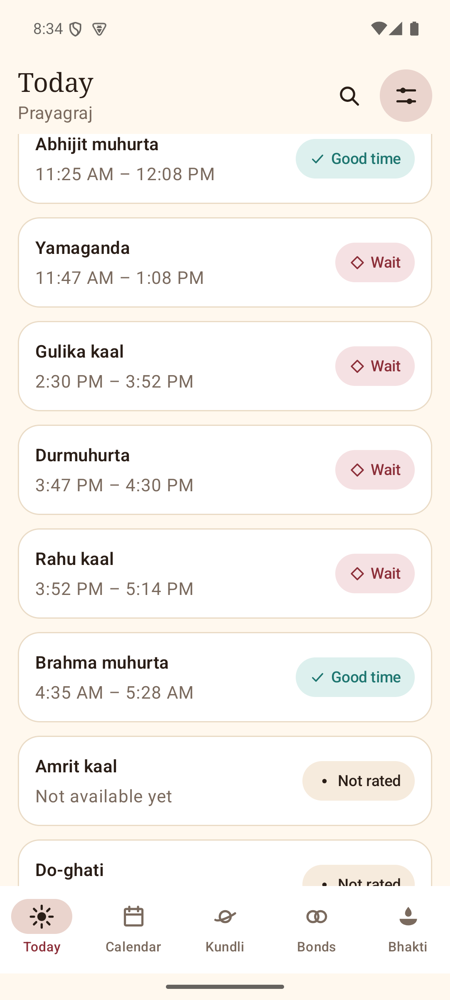 8:34
Today
Prayagraj
Abhijit muhurta
11:25 AM – 12:08 PM
Good time
Yamaganda
11:47 AM – 1:08 PM
Wait
Gulika kaal
2:30 PM – 3:52 PM
Wait
Durmuhurta
3:47 PM – 4:30 PM
Wait
Rahu kaal
3:52 PM – 5:14 PM
Wait
Brahma muhurta
4:35 AM – 5:28 AM
Good time
Amrit kaal
Not available yet
Not rated
Do-ghati
Not rated
Today
Calendar
Kundli
Bonds
Bhakti